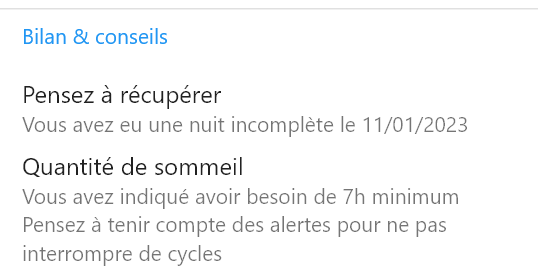 Bilan & conseils
Pensez à récupérer
Vous avez eu une nuit incomplète le 11/01/2023
Quantité de sommeil
Vous avez indiqué avoir besoin de 7h minimum
Pensez à tenir compte des alertes pour ne pas
interrompre de cycles